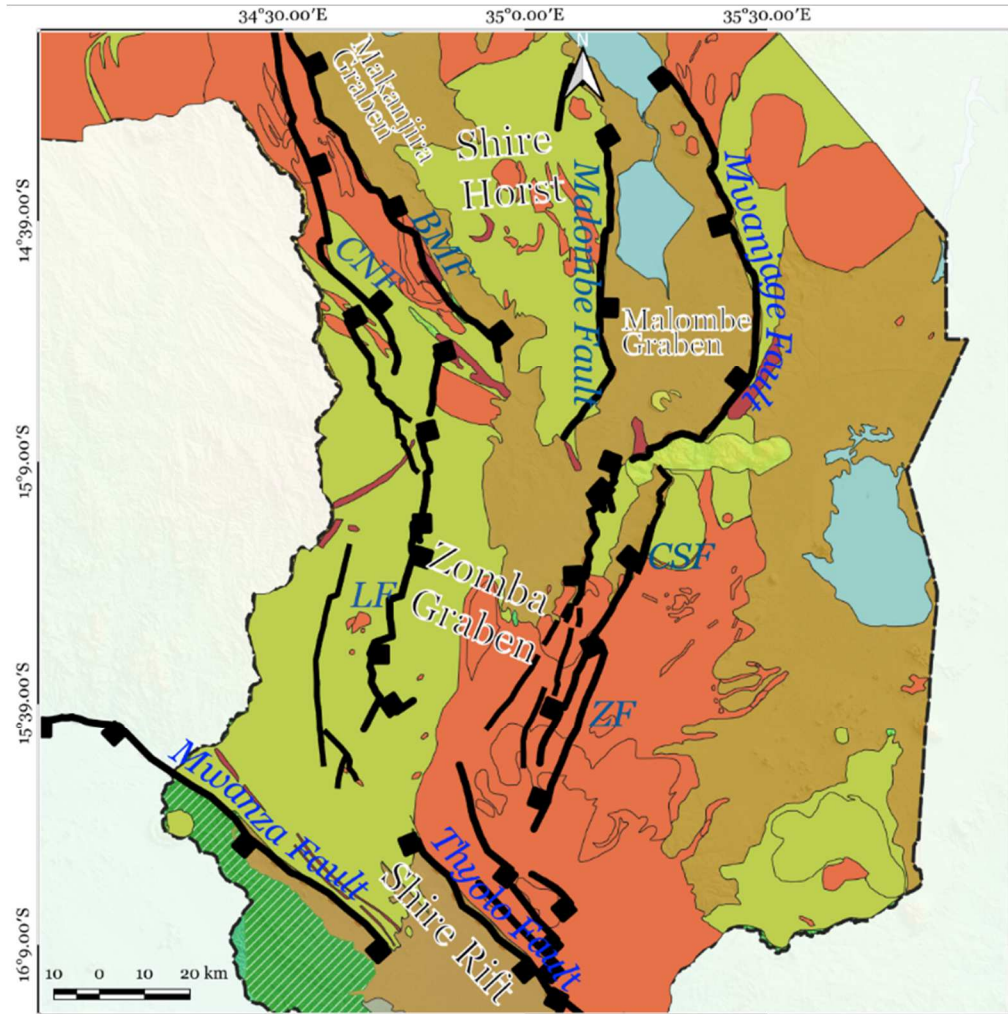 34°30.00′E
35°00.00′E
35°30.00′E
N
Makanjira
Graben
Shire
Horst
14°39.00′S
CNF
BMF
Malombe Fault
Mwanjage Fault
Malombe
Graben
15°9.00′S
CSF
Zomba
Graben
LF
15°39.00′S
ZF
Mwanza Fault
Thyolo Fault
Shire Rift
16°9.00′S
10 0 10 20 km